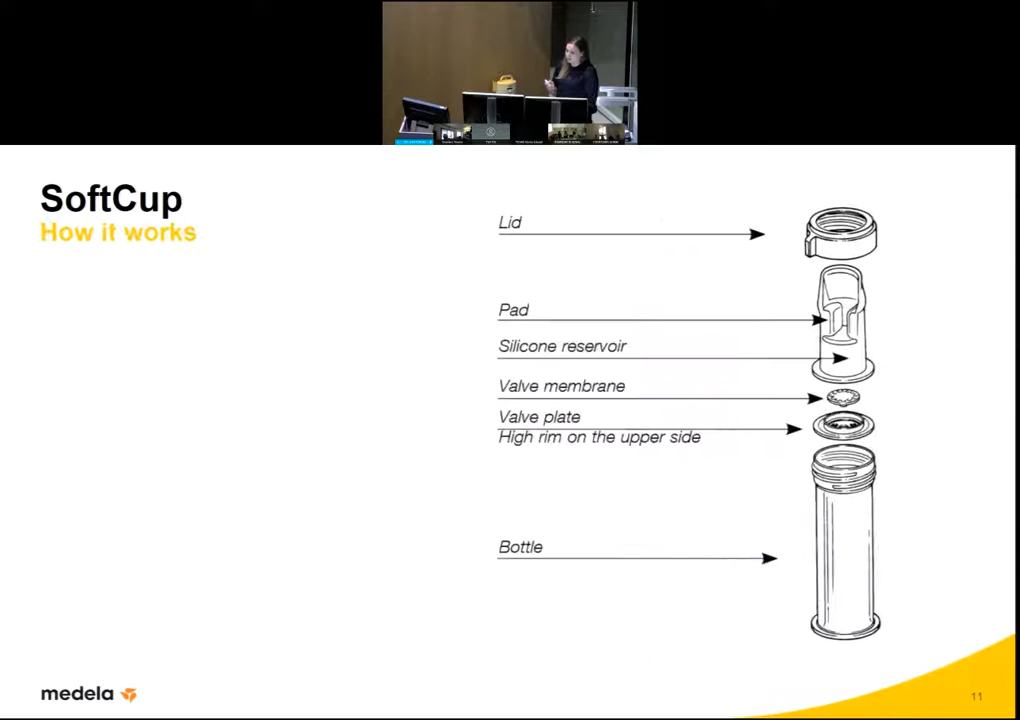 SoftCup
How it works
Lid
Pad
Silicone reservoir
Valve membrane
Valve plate
High rim on the upper side
Bottle
medela
11